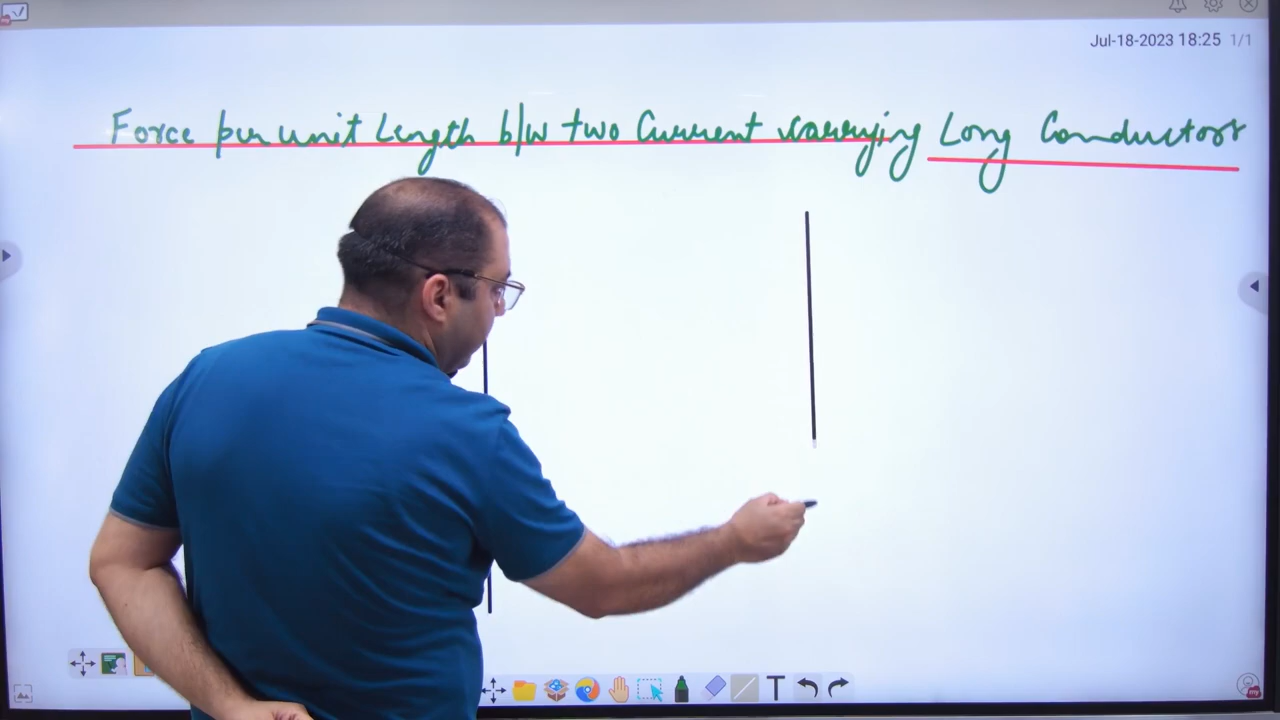 Jul-18-2023 18:25 1/1
Force per unit Length b/w two Current carrying Long Conductors
T